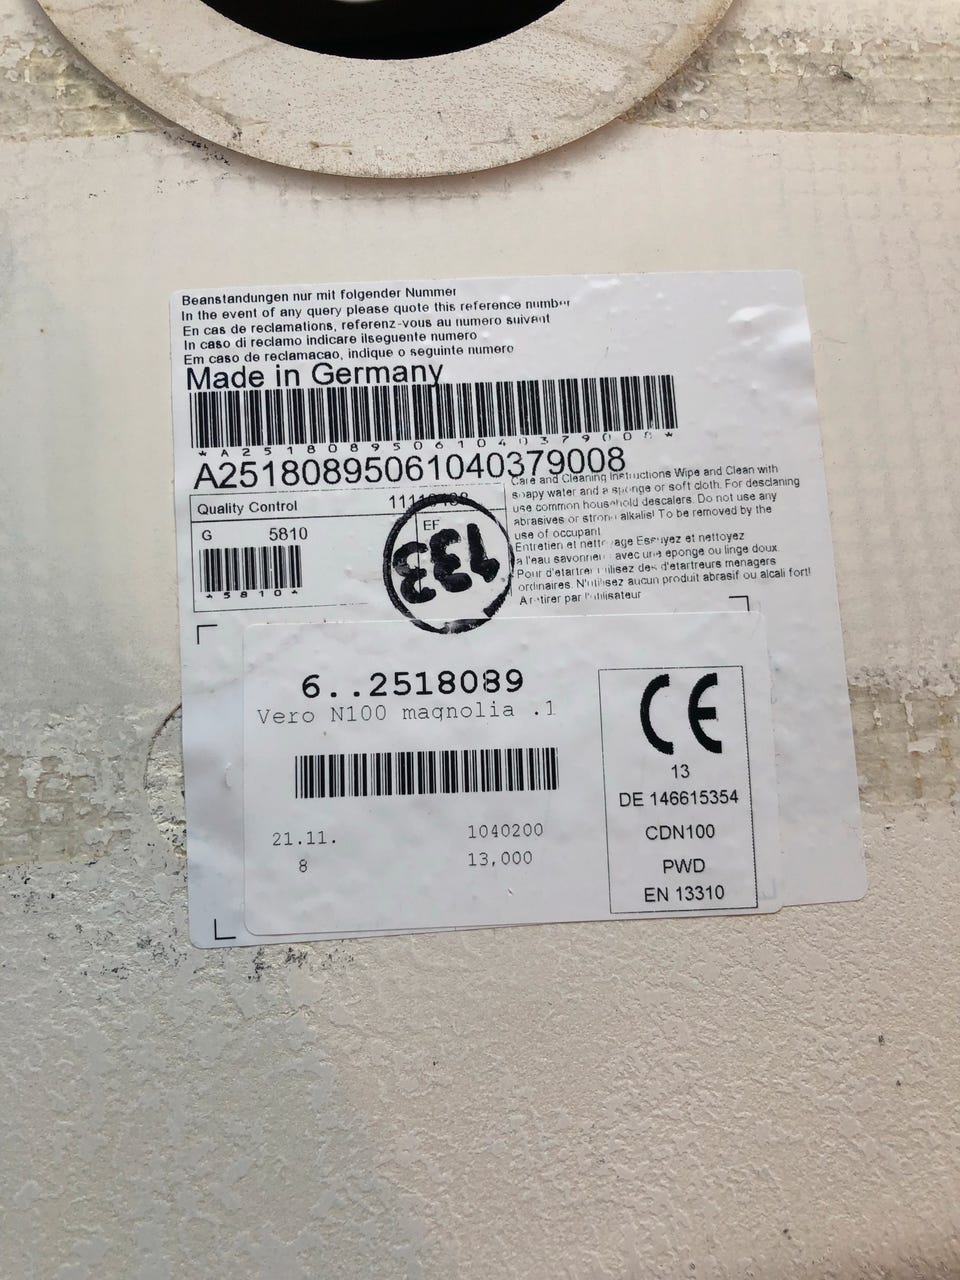 Beanstandungen nur mit folgender Nummer
In the event of any query please quote this reference number
En cas de reclamations, referenz-vous au numero suivant
In caso di reclamo indicare ilseguente numero
Em caso de reclamacao, indique o seguinte numero
Made in Germany
*A25180895061040379008*
A25180895061040379008
Quality Control
G 5810
*5810*
EF
133
Care and Cleaning Instructions Wipe and Clean with
soapy water and a sponge or soft cloth. For desclaning
use common household descalers. Do not use any
abrasives or strong alkalis! To be removed by the
use of occupant
Entretien et nettoyage Essuyez et nettoyez
a l'eau savonneuse avec une eponge ou linge doux.
Pour d'etartrer utilisez des d'etartreurs menagers
ordinaires. N'utilisez aucun produit abrasif ou alcali fort!
A retirer par l'utilisateur
6..2518089
Vero N100 magnolia .1
21.11. 1040200
8 13,000
CE
13
DE 146615354
CDN100
PWD
EN 13310